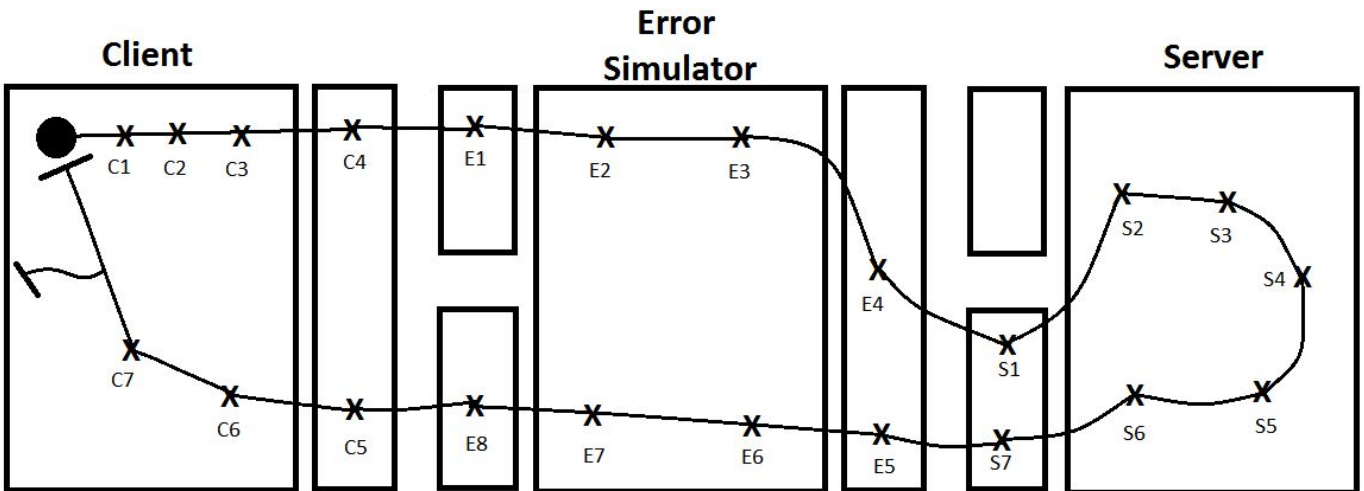 Client
Error
Simulator
Server
C1 C2 C3 C4 E1 E2 E3
S2 S3
S4
E4
S1
C7
C6 C5 E8 E7 E6 E5 S7 S6 S5